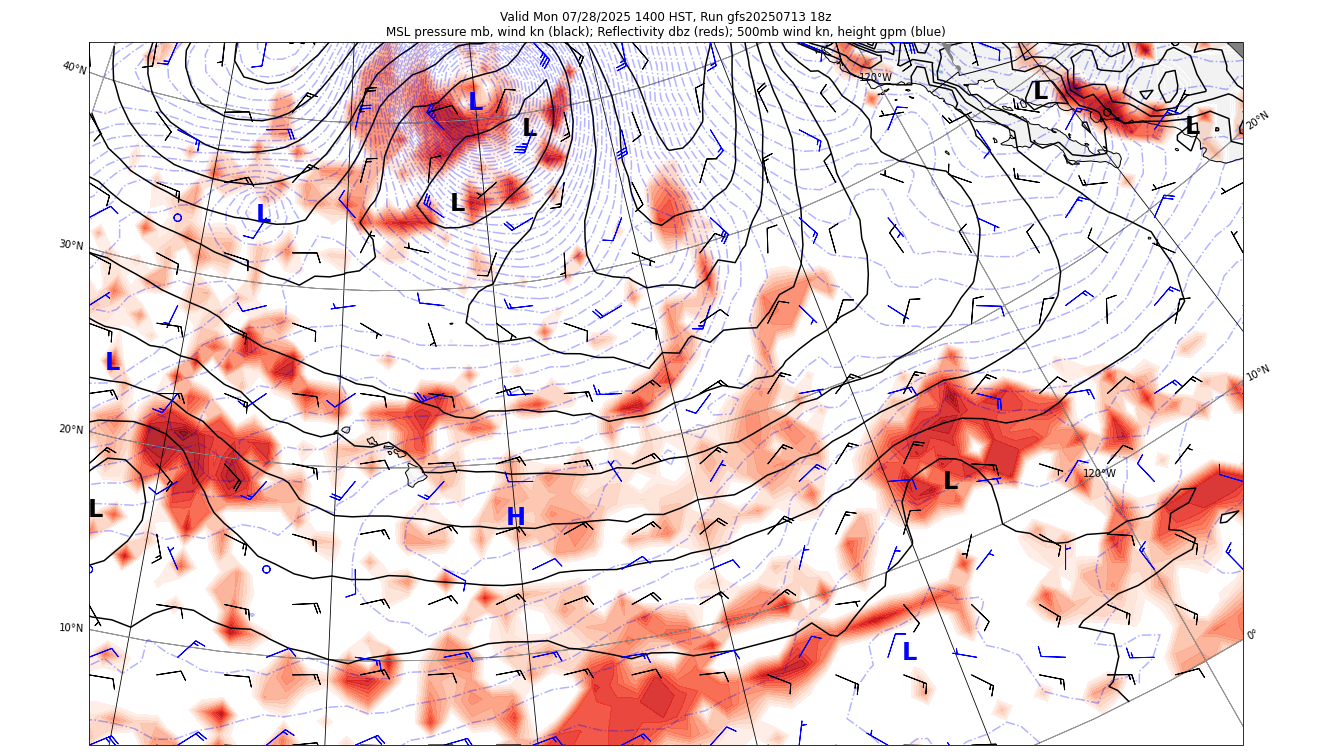 Valid Mon 07/28/2025 1400 HST, Run gfs20250713 18z
MSL pressure mb, wind kn (black); Reflectivity dbz (reds); 500mb wind kn, height gpm (blue)
40°N
120°W
L
L
L
L
20°N
L
L
30°N
L
10°N
20°N
120°W
L
L
H
10°N
0°
L